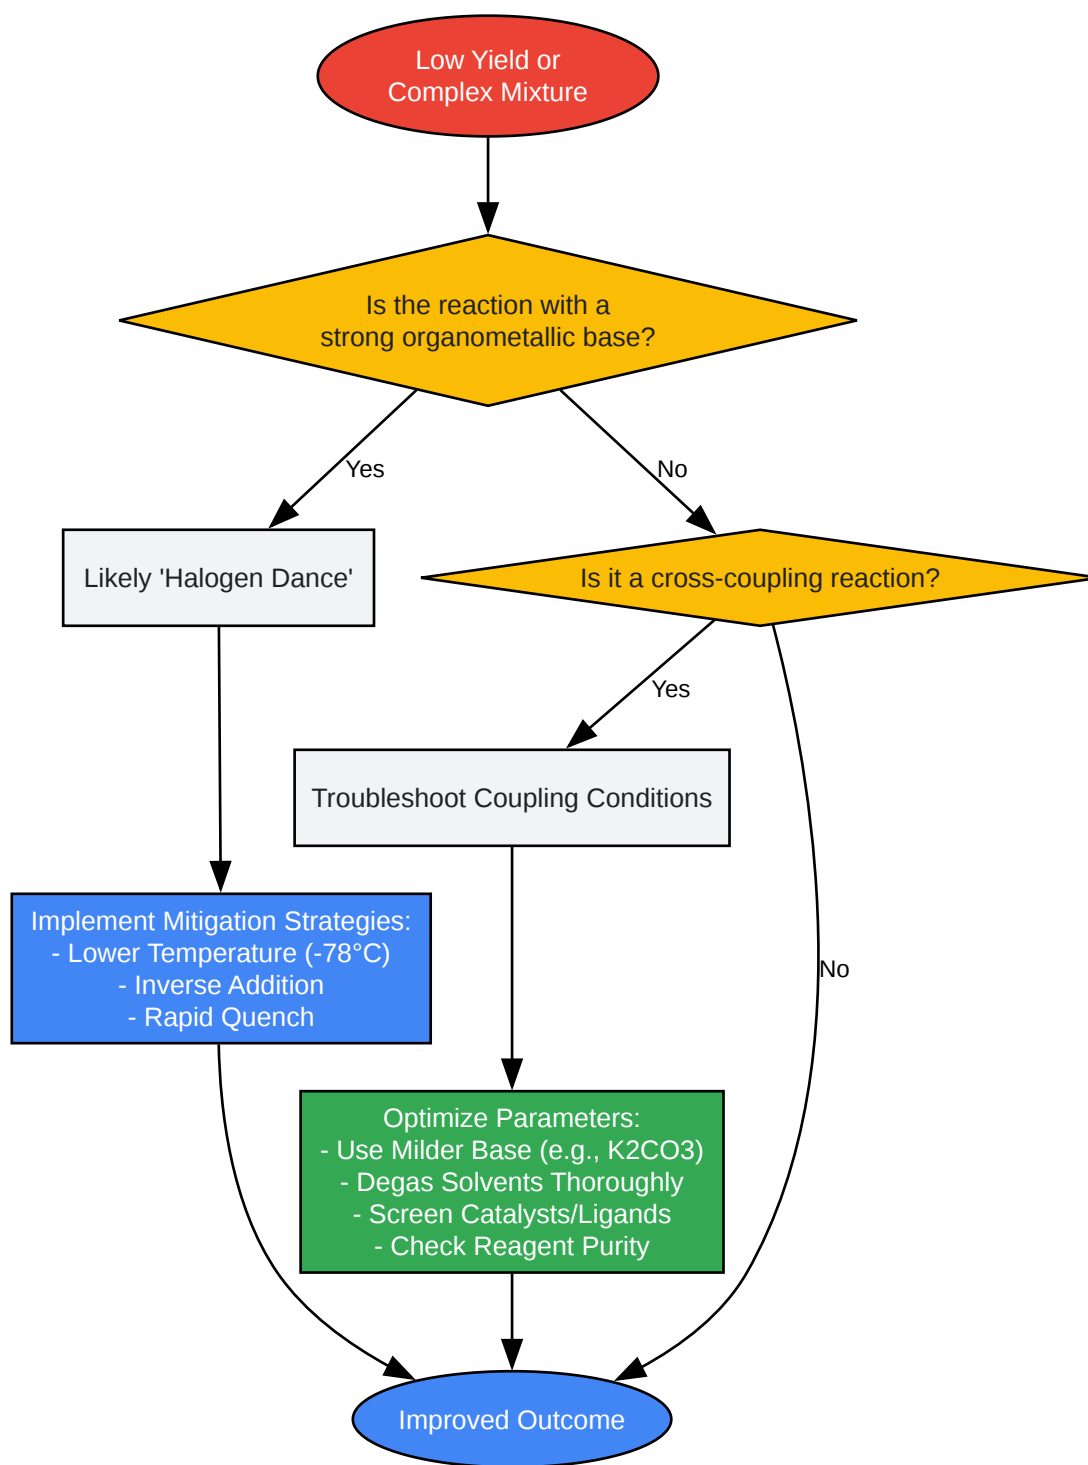 Low Yield or
Complex Mixture
Is the reaction with a
strong organometallic base?
Yes
No
Likely 'Halogen Dance'
Is it a cross-coupling reaction?
Yes
Troubleshoot Coupling Conditions
Implement Mitigation Strategies:
- Lower Temperature (-78°C)
- Inverse Addition
- Rapid Quench
No
Optimize Parameters:
- Use Milder Base (e.g., K2CO3)
- Degas Solvents Thoroughly
- Screen Catalysts/Ligands
- Check Reagent Purity
Improved Outcome